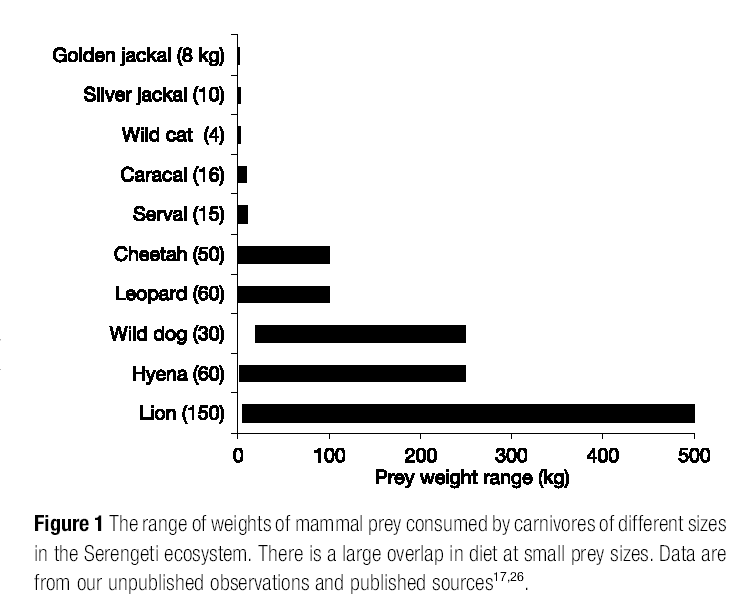 Golden jackal (8 kg)
Silver jackal (10)
Wild cat (4)
Caracal (16)
Serval (15)
Cheetah (50)
Leopard (60)
Wild dog (30)
Hyena (60)
Lion (150)
0 100 200 300 400 500
Prey weight range (kg)
Figure 1 The range of weights of mammal prey consumed by carnivores of different sizes
in the Serengeti ecosystem. There is a large overlap in diet at small prey sizes. Data are
from our unpublished observations and published sources17,26.